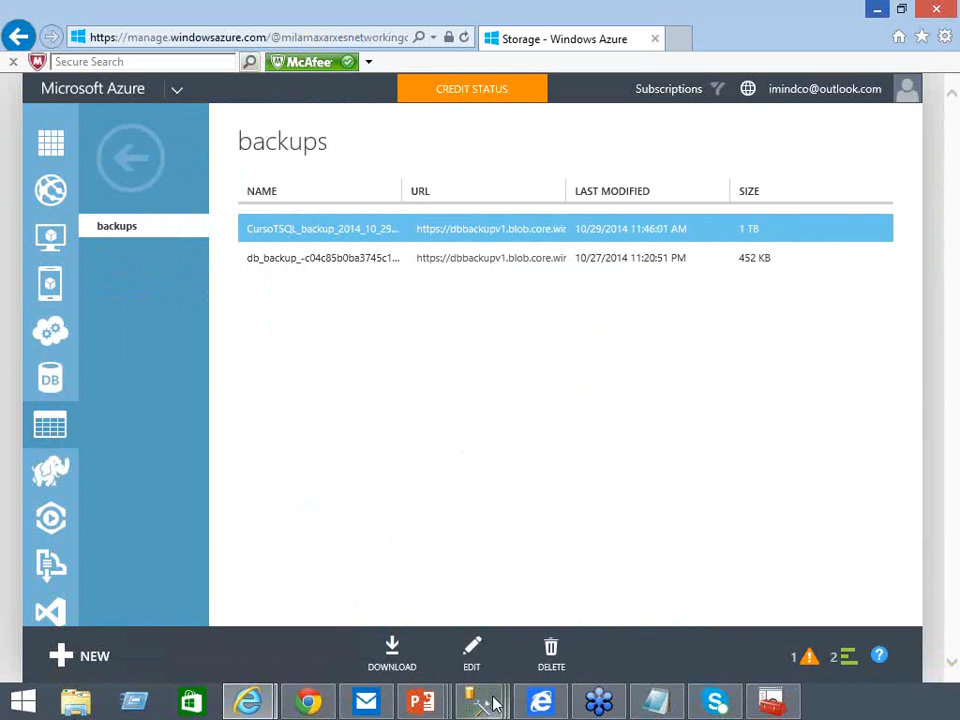 https://manage.windowsazure.com/@milamaxarxesnetworkingc
Storage - Windows Azure
Secure Search
McAfee
Microsoft Azure
CREDIT STATUS
Subscriptions
imindco@outlook.com
backups
backups
NAME URL LAST MODIFIED SIZE
CursoTSQL_backup_2014_10_29... https://dbbackupv1.blob.core.wir 10/29/2014 11:46:01 AM 1 TB
db_backup_-c04c85b0ba3745c1... https://dbbackupv1.blob.core.wir 10/27/2014 11:20:51 PM 452 KB
DB
NEW
DOWNLOAD
EDIT
DELETE
1
2
?